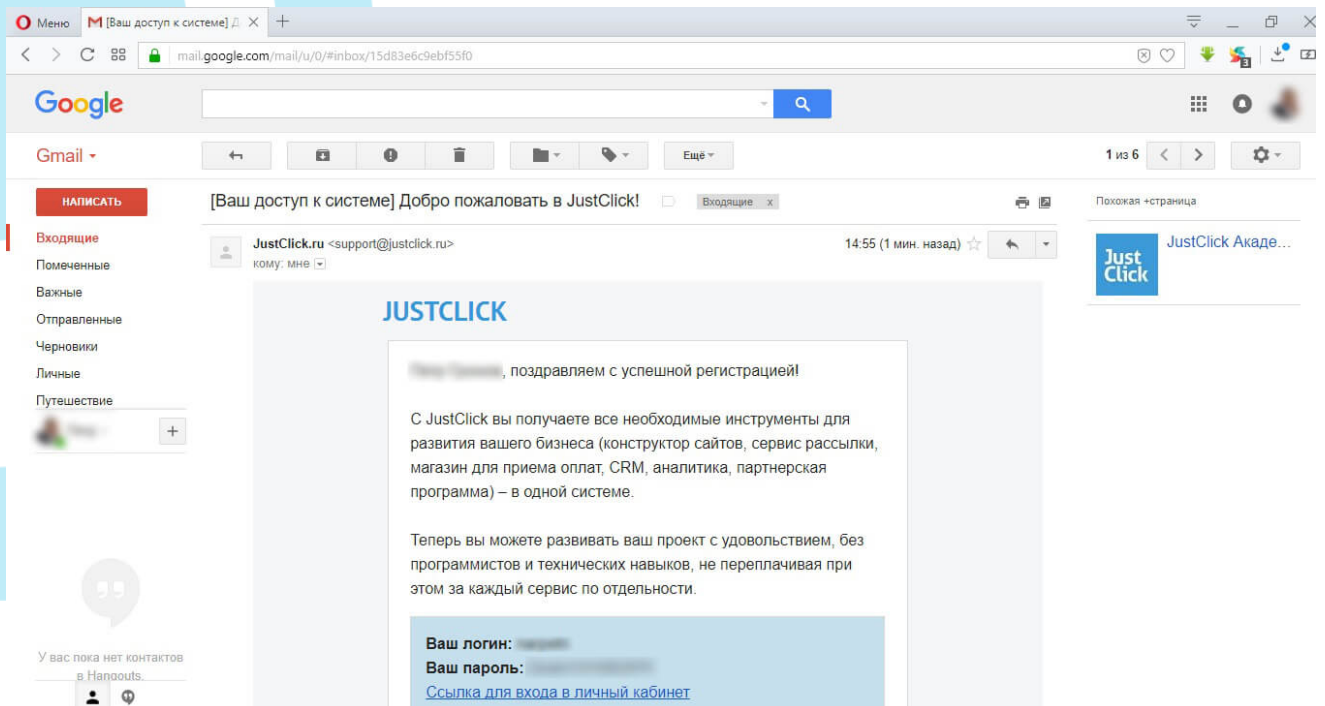 Меню
[Ваш доступ к системе] Д
mail.google.com/mail/u/0/#inbox/15d83e6c9ebf55f0
3
Google
Gmail
Ещё
1 из 6
НАПИСАТЬ
[Ваш доступ к системе] Добро пожаловать в JustClick!
Входящие x
Похожая +страница
Входящие
Помеченные
Важные
Отправленные
Черновики
Личные
Путешествие
JustClick.ru <support@justclick.ru>
14:55 (1 мин. назад)
кому: мне
Just
Click
JustClick Акаде...
JUSTCLICK
, поздравляем с успешной регистрацией!
С JustClick вы получаете все необходимые инструменты для
развития вашего бизнеса (конструктор сайтов, сервис рассылки,
магазин для приема оплат, CRM, аналитика, партнерская
программа) – в одной системе.
Теперь вы можете развивать ваш проект с удовольствием, без
программистов и технических навыков, не переплачивая при
этом за каждый сервис по отдельности.
Ваш логин:
Ваш пароль:
Ссылка для входа в личный кабинет
У вас пока нет контактов
в Hangouts.